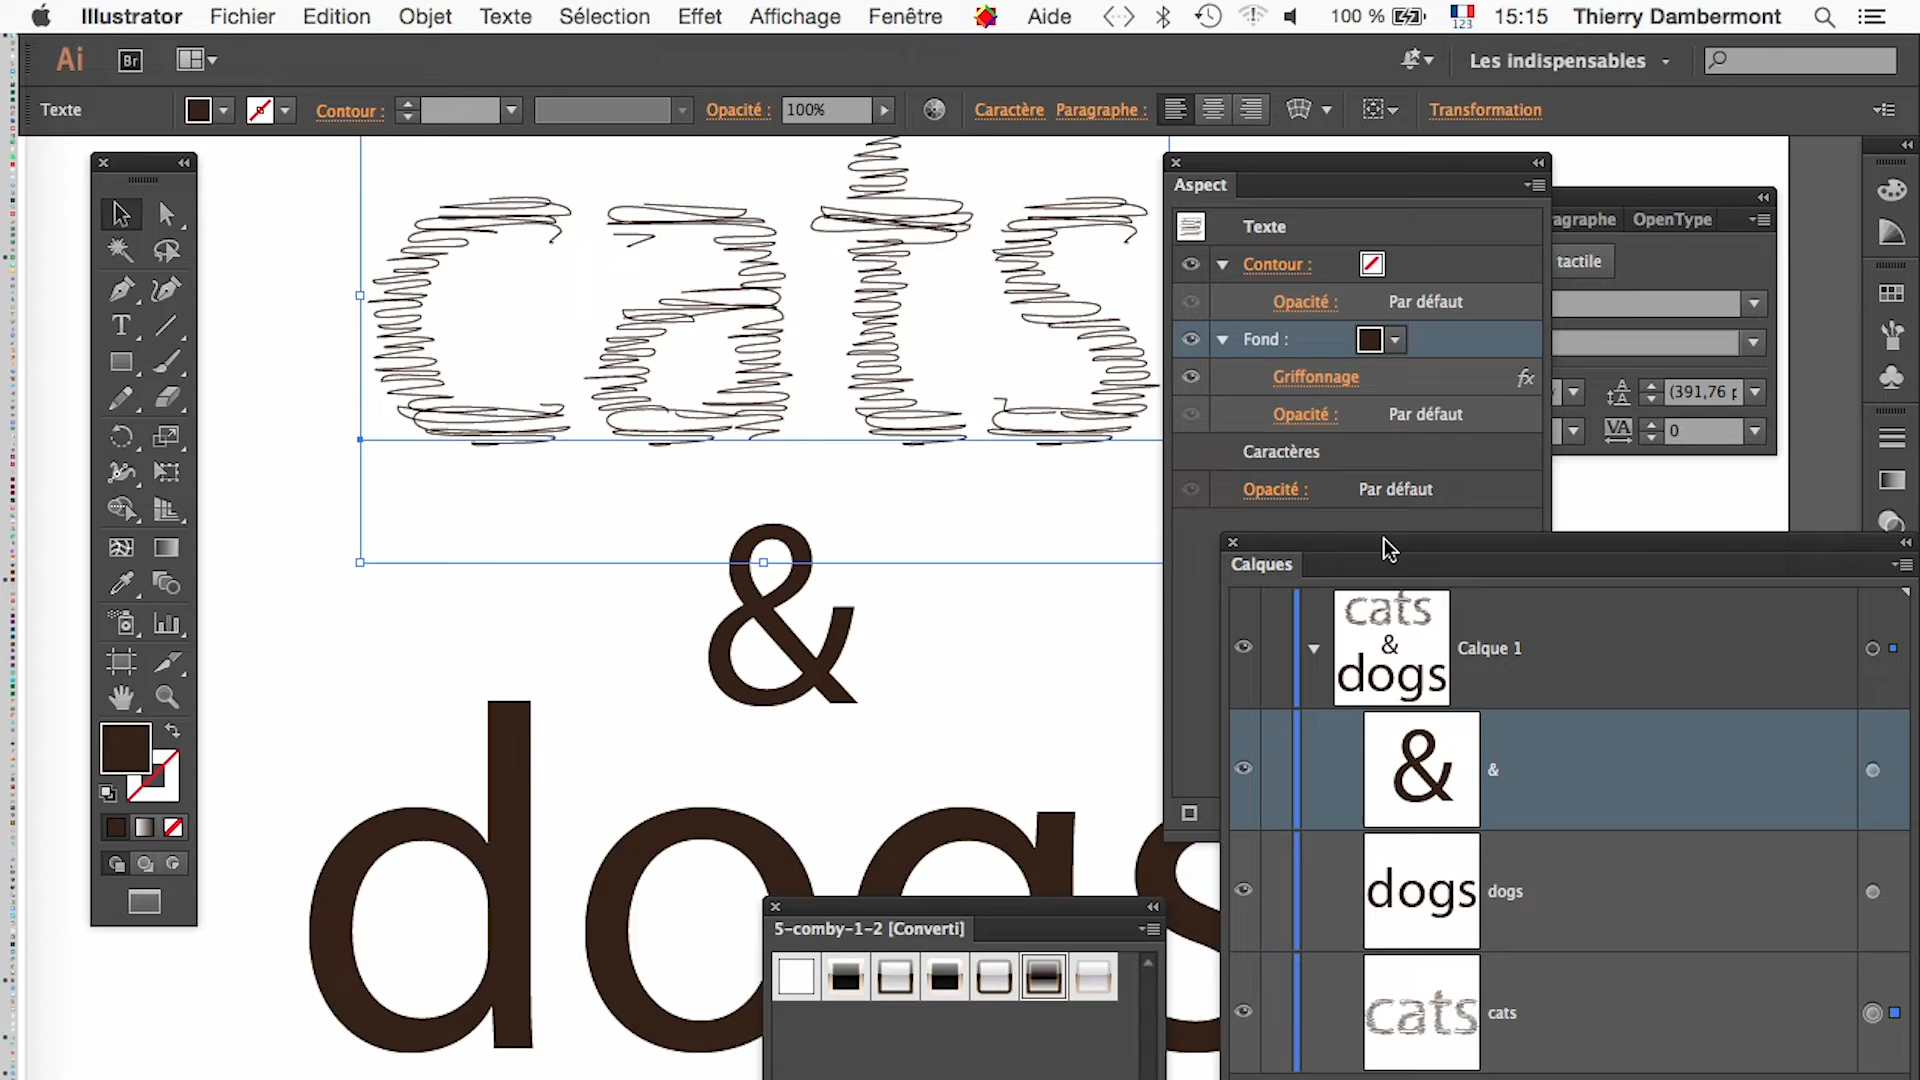 Illustrator Fichier Edition Objet Texte Sélection Effet Affichage Fenêtre Aide 100 % 123 15:15 Thierry Dambermont
Ai Br Les indispensables
Texte Contour : Opacité : 100% Caractère Paragraphe : Transformation
cats
&
dogs
Aspect
Texte
Contour :
Opacité : Par défaut
Fond :
Griffonnage fx
Opacité : Par défaut
Caractères
Opacité : Par défaut
agraphe OpenType
tactile
(391,76 p
VA 0
Calques
cats
&
dogs
Calque 1
& &
dogs dogs
cats cats
5-comby-1-2 [Converti]